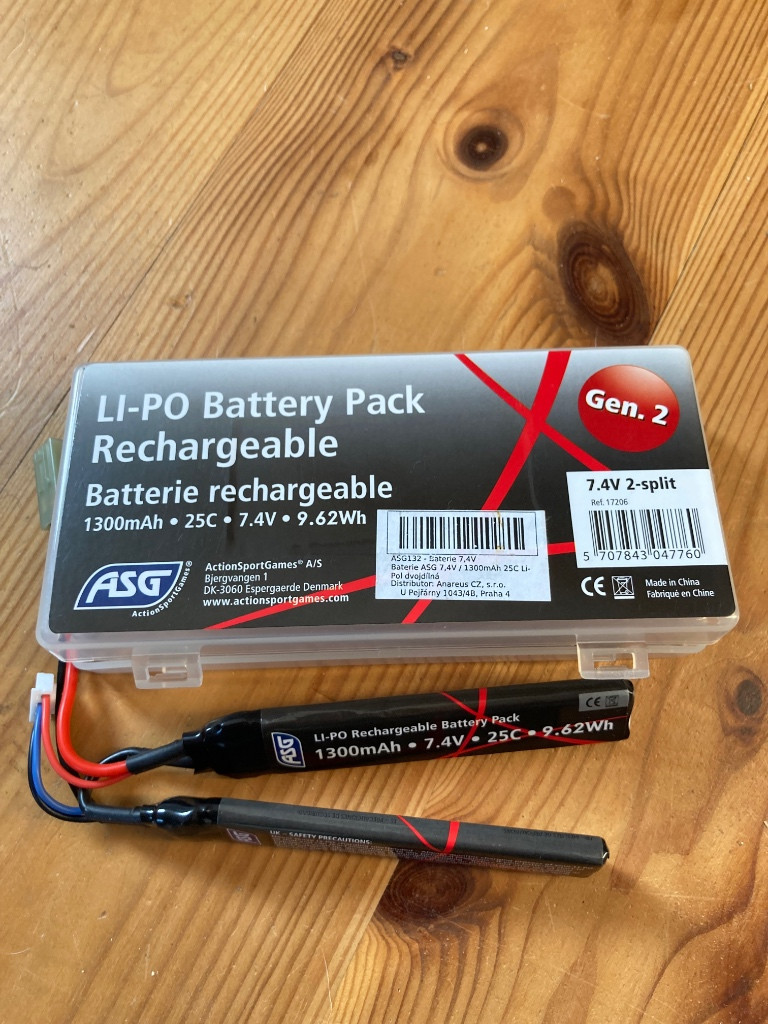 LI-PO Battery Pack
Rechargeable
Batterie rechargeable
1300mAh • 25C • 7.4V • 9.62Wh
Gen. 2
7.4V 2-split
Ref. 17206
5 707843 047760
ASG132 - Baterie 7,4V
Baterie ASG 7,4V / 1300mAh 25C Li-
Pol dvojdílná
Distributor: Anareus CZ, s.r.o.
U Pejřárny 1043/4B, Praha 4
ASG®
ActionSportGames®
ActionSportGames® A/S
Bjergvangen 1
DK-3060 Espergaerde Denmark
www.actionsportgames.com
CE
Made in China
Fabriqué en Chine
ASG
LI-PO Rechargeable Battery Pack
1300mAh • 7.4V • 25C • 9.62Wh
CE
ASG
UK - SAFETY PRECAUTIONS: